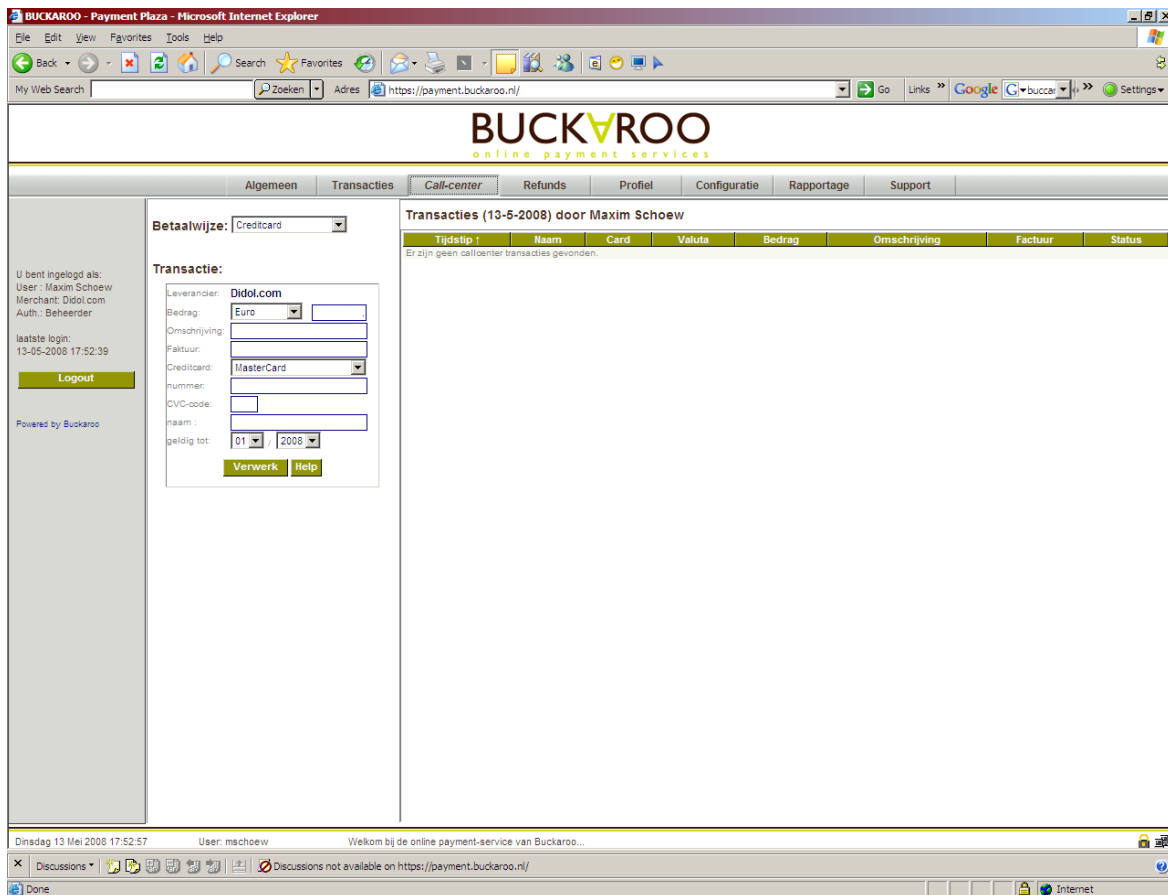 BUCKAROO - Payment Plaza - Microsoft Internet Explorer
File Edit View Favorites Tools Help
Back Search Favorites
My Web Search Zoeken Adres https://payment.buckaroo.nl/ Go Links » Google G buccar » Settings
BUCKAROO
online payment services
Algemeen Transacties Call-center Refunds Profiel Configuratie Rapportage Support
U bent ingelogd als:
User : Maxim Schoew
Merchant: Didol.com
Auth.: Beheerder
laatste login:
13-05-2008 17:52:39
Logout
Powered by Buckaroo
Betaalwijze: Creditcard
Transactie:
Leverancier: Didol.com
Bedrag: Euro ,
Omschrijving:
Faktuur:
Creditcard: MasterCard
nummer:
CVC-code:
naam :
geldig tot: 01 / 2008
Verwerk Help
Transacties (13-5-2008) door Maxim Schoew
Tijdstip ↑ Naam Card Valuta Bedrag Omschrijving Factuur Status
Er zijn geen callcenter transacties gevonden.
Dinsdag 13 Mei 2008 17:52:57 User: mschoew Welkom bij de online payment-service van Buckaroo...
Discussions Discussions not available on https://payment.buckaroo.nl/
Done Internet